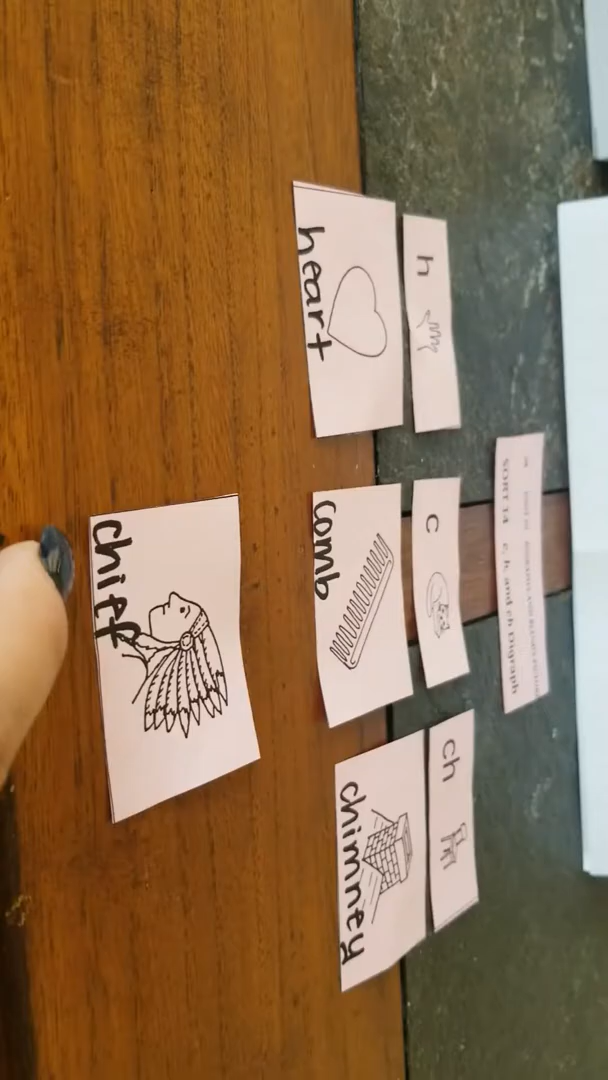 SORT 14 c, h, and ch Digraph
h
c
ch
heart
comb
chimney
chief